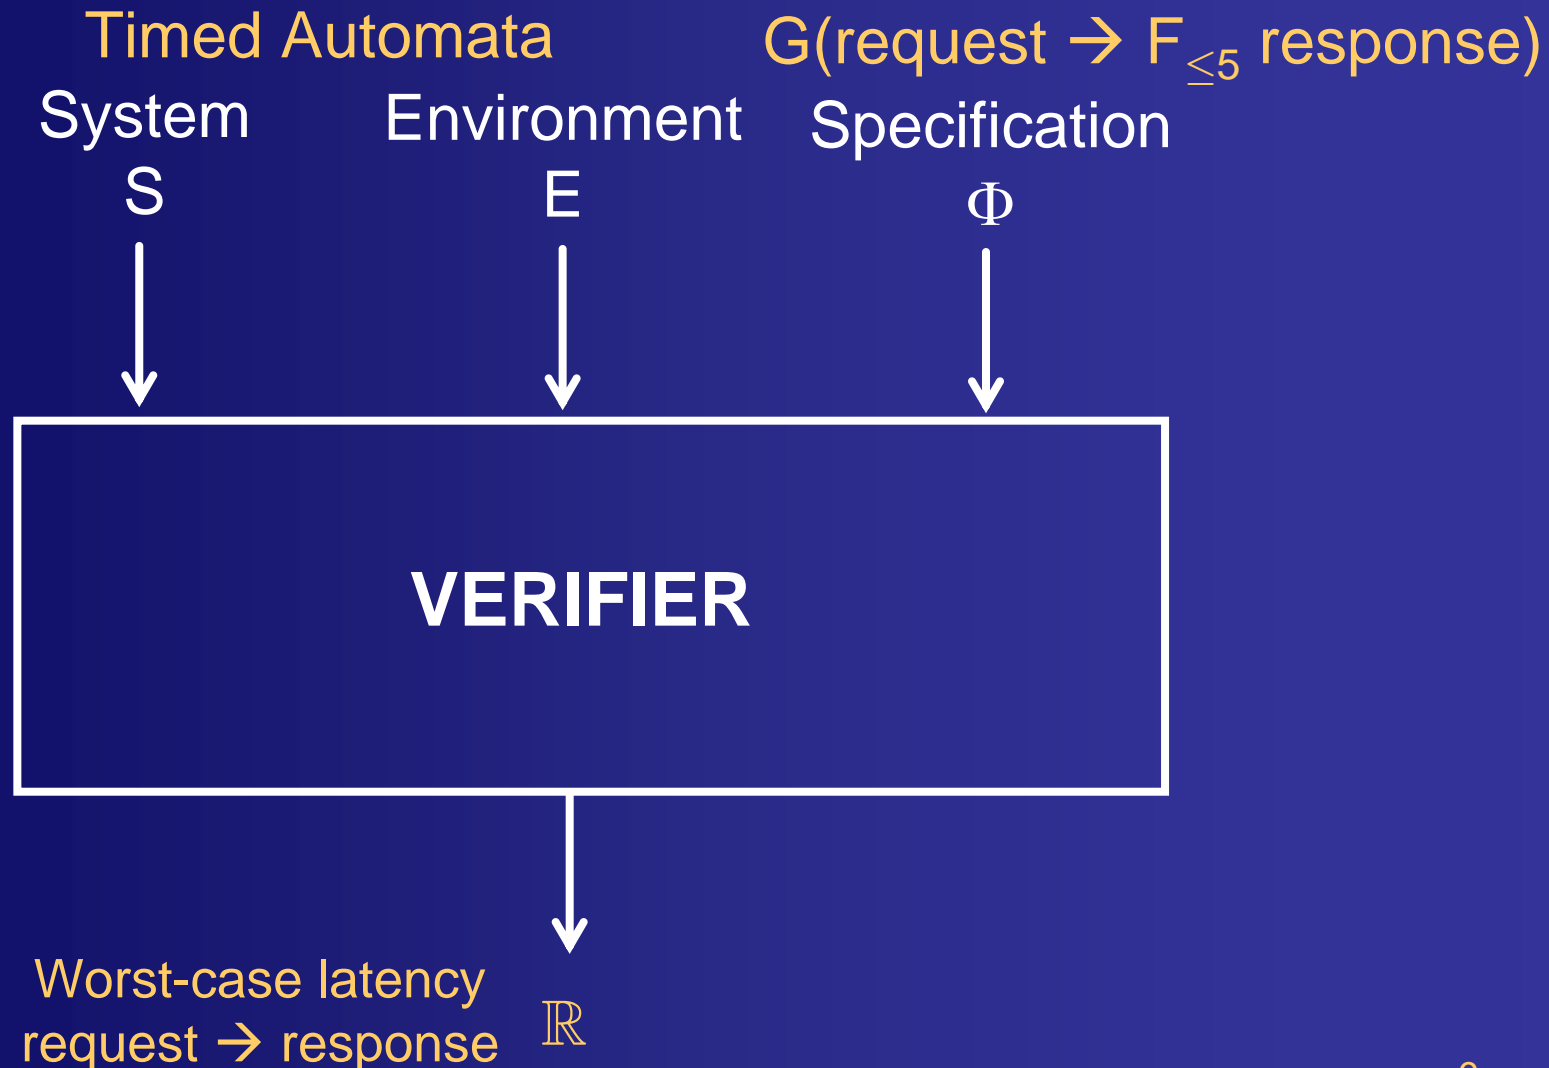 Timed Automata
G(request → F≤5 response)
System
Environment
Specification
S
E
Φ
VERIFIER
Worst-case latency
request → response
ℝ